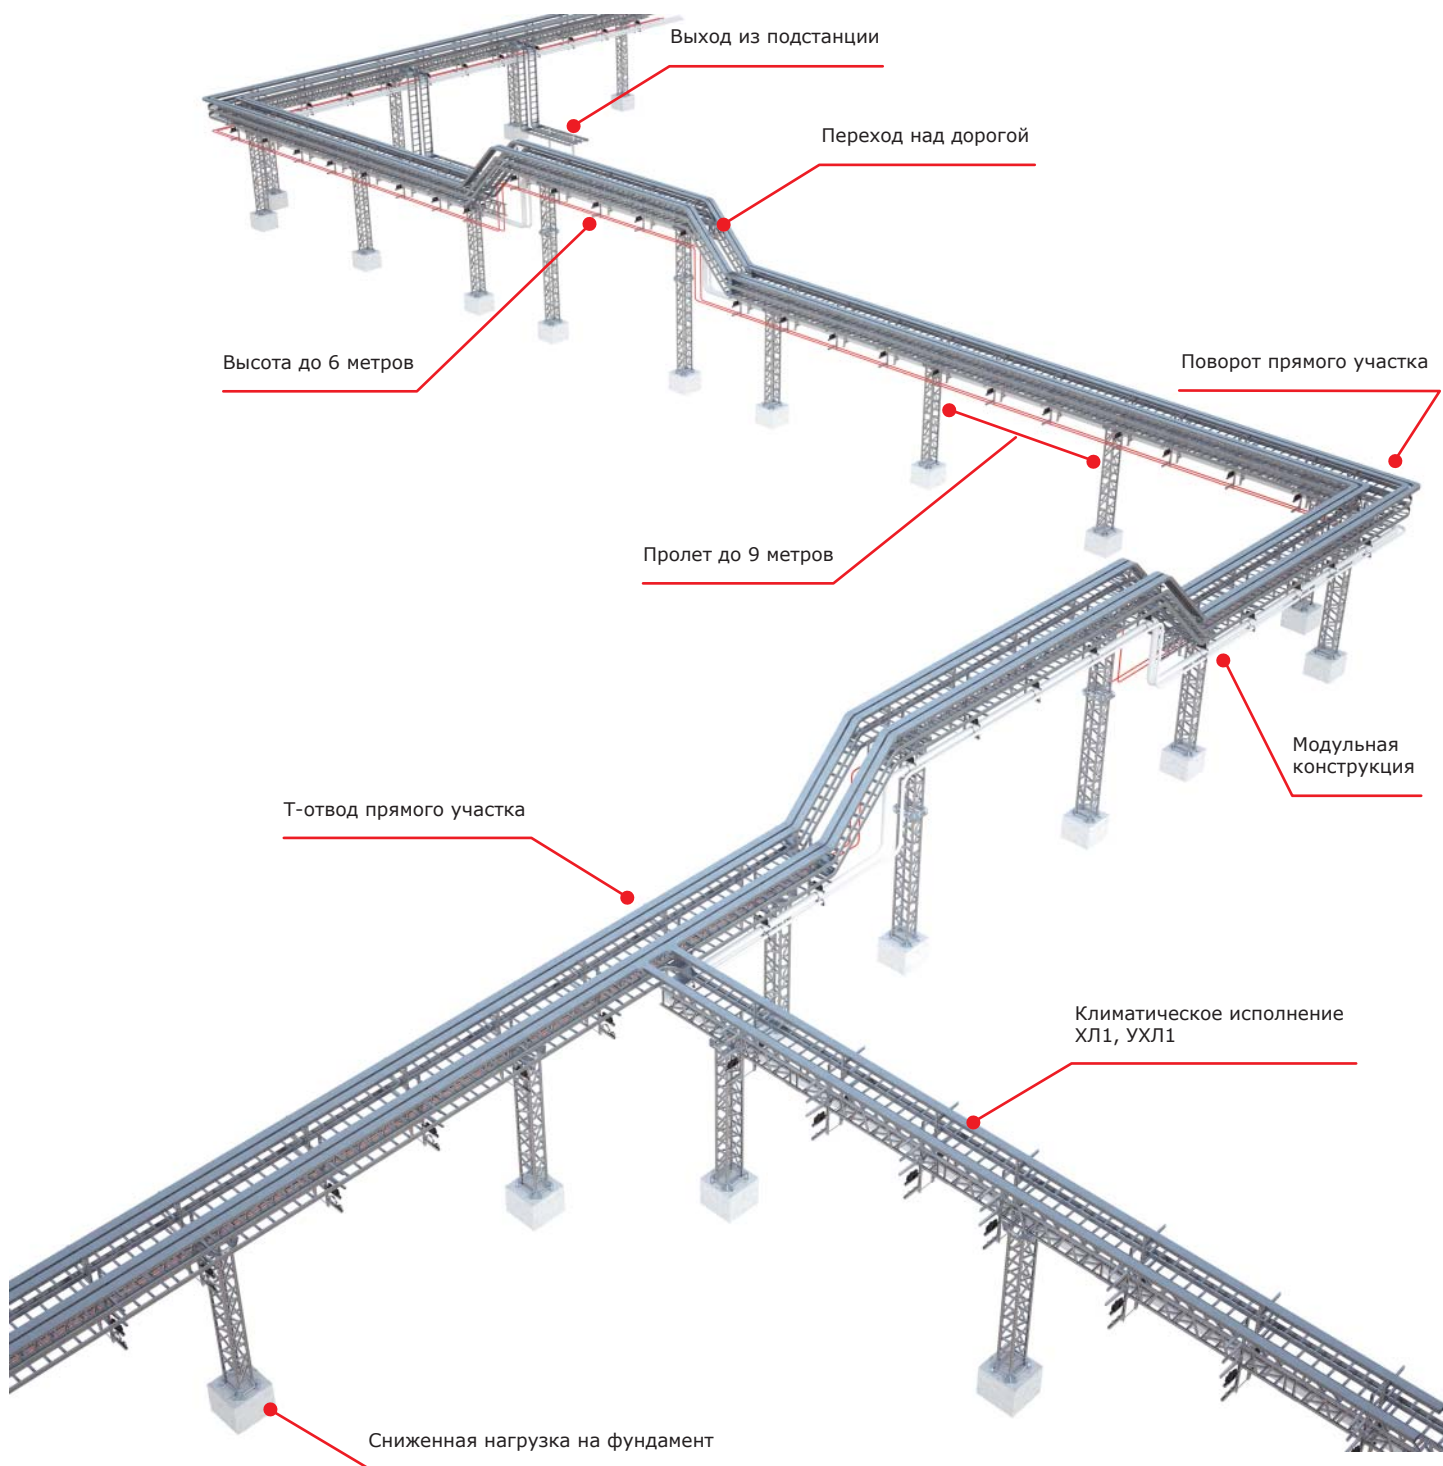 Выход из подстанции
Переход над дорогой
Высота до 6 метров
Поворот прямого участка
Пролет до 9 метров
Модульная
конструкция
Т-отвод прямого участка
Климатическое исполнение
ХЛ1, УХЛ1
Сниженная нагрузка на фундамент